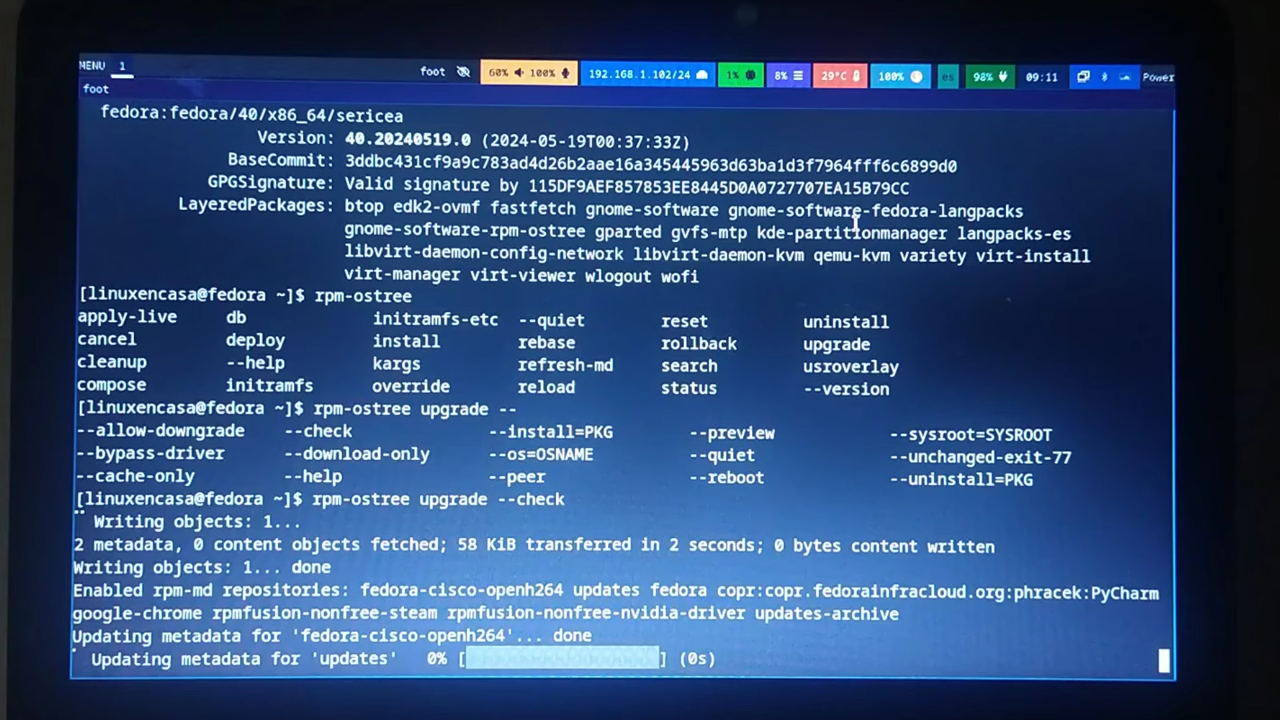 MENU 1 foot 60% 100% 192.168.1.102/24 1% 8% 29°C 100% es 98% 09:11 Power
foot
fedora:fedora/40/x86_64/sericea
Version: 40.20240519.0 (2024-05-19T00:37:33Z)
BaseCommit: 3ddbc431cf9a9c783ad4d26b2aae16a345445963d63ba1d3f7964fff6c6899d0
GPGSignature: Valid signature by 115DF9AEF857853EE8445D0A0727707EA15B79CC
LayeredPackages: btop edk2-ovmf fastfetch gnome-software gnome-software-fedora-langpacks
gnome-software-rpm-ostree gparted gvfs-mtp kde-partitionmanager langpacks-es
libvirt-daemon-config-network libvirt-daemon-kvm qemu-kvm variety virt-install
virt-manager virt-viewer wlogout wofi
[linuxencasa@fedora ~]$ rpm-ostree
apply-live db initramfs-etc --quiet reset uninstall
cancel deploy install rebase rollback upgrade
cleanup --help kargs refresh-md search usroverlay
compose initramfs override reload status --version
[linuxencasa@fedora ~]$ rpm-ostree upgrade --
--allow-downgrade --check --install=PKG --preview --sysroot=SYSROOT
--bypass-driver --download-only --os=OSNAME --quiet --unchanged-exit-77
--cache-only --help --peer --reboot --uninstall=PKG
[linuxencasa@fedora ~]$ rpm-ostree upgrade --check
Writing objects: 1...
2 metadata, 0 content objects fetched; 58 KiB transferred in 2 seconds; 0 bytes content written
Writing objects: 1... done
Enabled rpm-md repositories: fedora-cisco-openh264 updates fedora copr:copr.fedorainfracloud.org:phracek:PyCharm
google-chrome rpmfusion-nonfree-steam rpmfusion-nonfree-nvidia-driver updates-archive
Updating metadata for 'fedora-cisco-openh264'... done
Updating metadata for 'updates' 0% [ ] (0s)